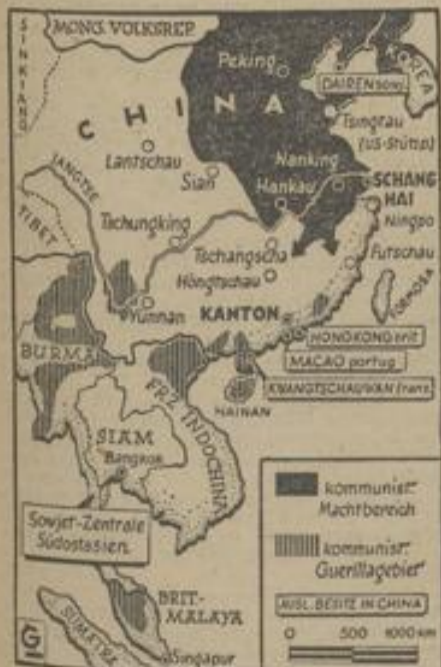 SINKIANG
MONG. VOLKSREP.
KOREA
Peking
DAIREN sowj.
CHINA
Tsingtau
(US-Stützp.)
Lantschau
Sian
Nanking
Hankau
SCHANG
HAI
Ningpo
JANGTSE
TIBET
Tschungking
Tschangscha
Futschau
Höngtschau
FORMOSA
Yünnan
KANTON
HONGKONG brit.
BURMA
MACAO portug.
KWANGTSCHAUWAN franz.
HAINAN
FRZ. INDOCHINA
SIAM
Bangkok
Sowjet-Zentrale
Südostasien
kommunist.
Machtbereich
kommunist.
Guerillagebiet
AUSL. BESITZ IN CHINA
BRIT.-
MALAYA
G
SUMATRA
Singapur
0 500 1000 km